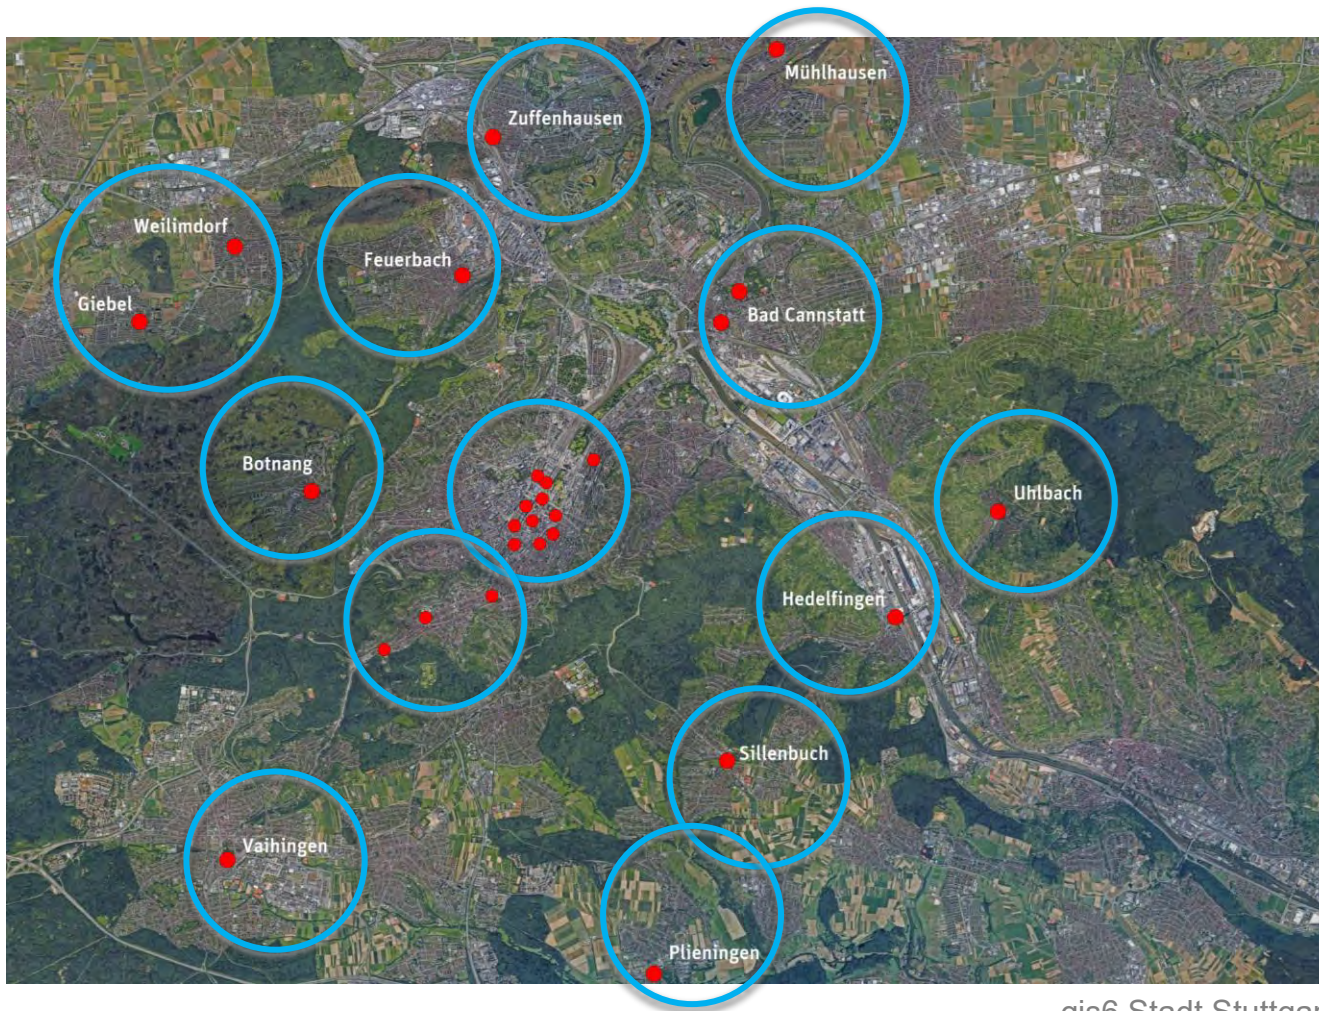 Mühlhausen
Zuffenhausen
Weilimdorf
Feuerbach
Giebel
Bad Cannstatt
Botnang
Uhlbach
Hedelfingen
Sillenbuch
Vaihingen
Plieningen